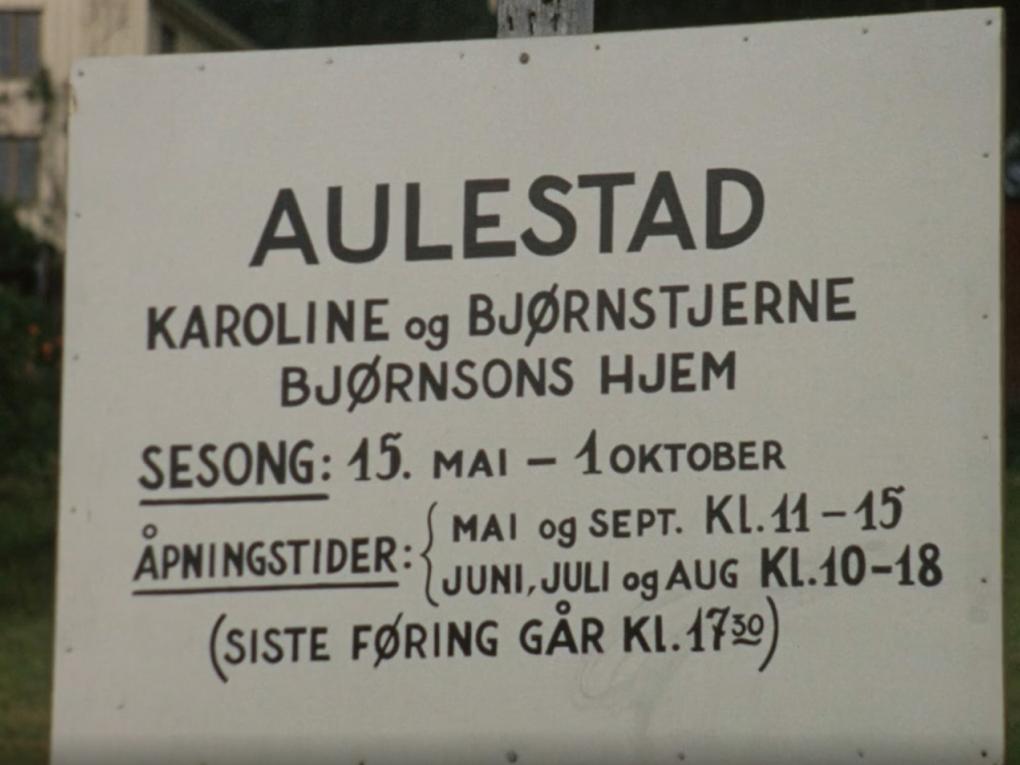 AULESTAD
KAROLINE og BJØRNSTJERNE
BJØRNSONS HJEM
SESONG: 15. MAI – 1 OKTOBER
ÅPNINGSTIDER: { MAI og SEPT. Kl. 11 – 15
JUNI, JULI og AUG Kl. 10 – 18
(SISTE FØRING GÅR Kl. 17³⁰)